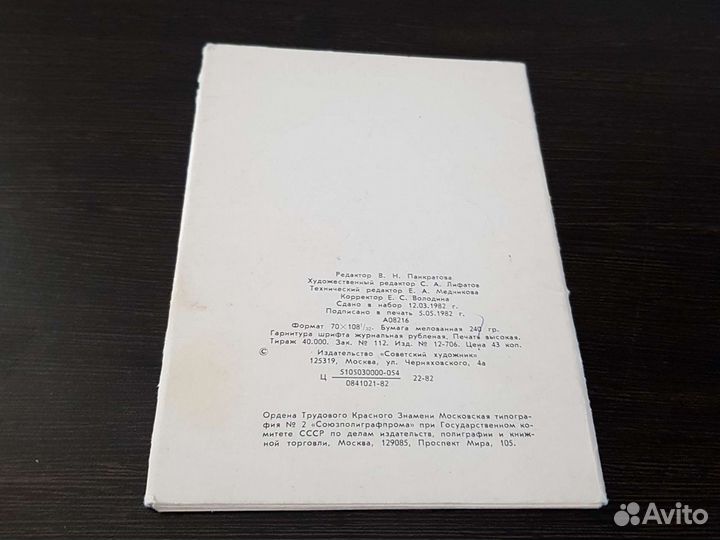 Редактор В. Н. Панкратова
Художественный редактор С. А. Лифатов
Технический редактор Е. А. Медникова
Корректор Е. С. Володина
Сдано в набор 12.03.1982 г.
Подписано в печать 5.05.1982 г.
А08216
Формат 70×108¹/₃₂. Бумага мелованная 240 гр.
Гарнитура шрифта журнальная рубленая. Печать высокая.
Тираж 40.000. Зак. № 112. Изд. № 12-706. Цена 43 коп.
© Издательство «Советский художник»
125319, Москва, ул. Черняховского, 4а
Ц 5105030000-054 22-82
0841021-82
Ордена Трудового Красного Знамени Московская типогра-
фия № 2 «Союзполиграфпрома» при Государственном ко-
митете СССР по делам издательств, полиграфии и книж-
ной торговли. Москва, 129085, Проспект Мира, 105.
Avito